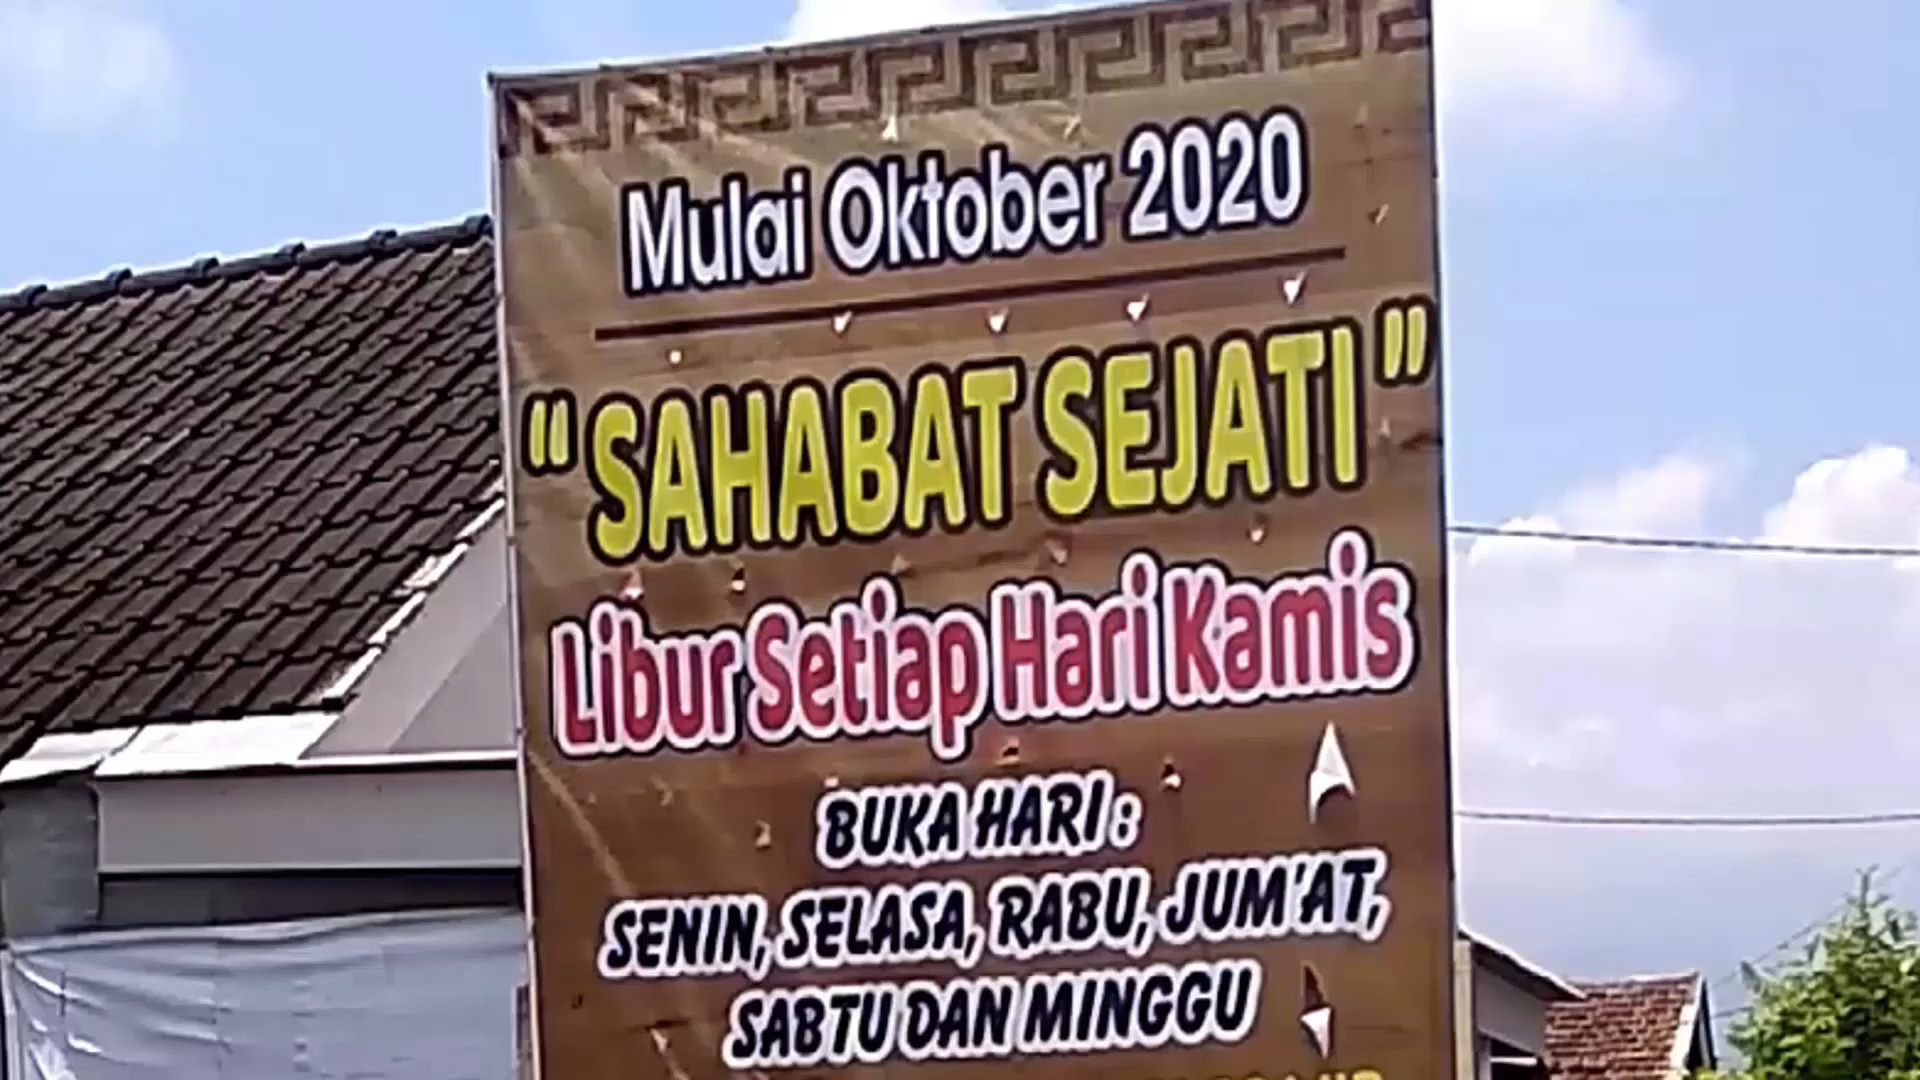 Mulai Oktober 2020
"SAHABAT SEJATI"
Libur Setiap Hari Kamis
BUKA HARI :
SENIN, SELASA, RABU, JUM'AT,
SABTU DAN MINGGU